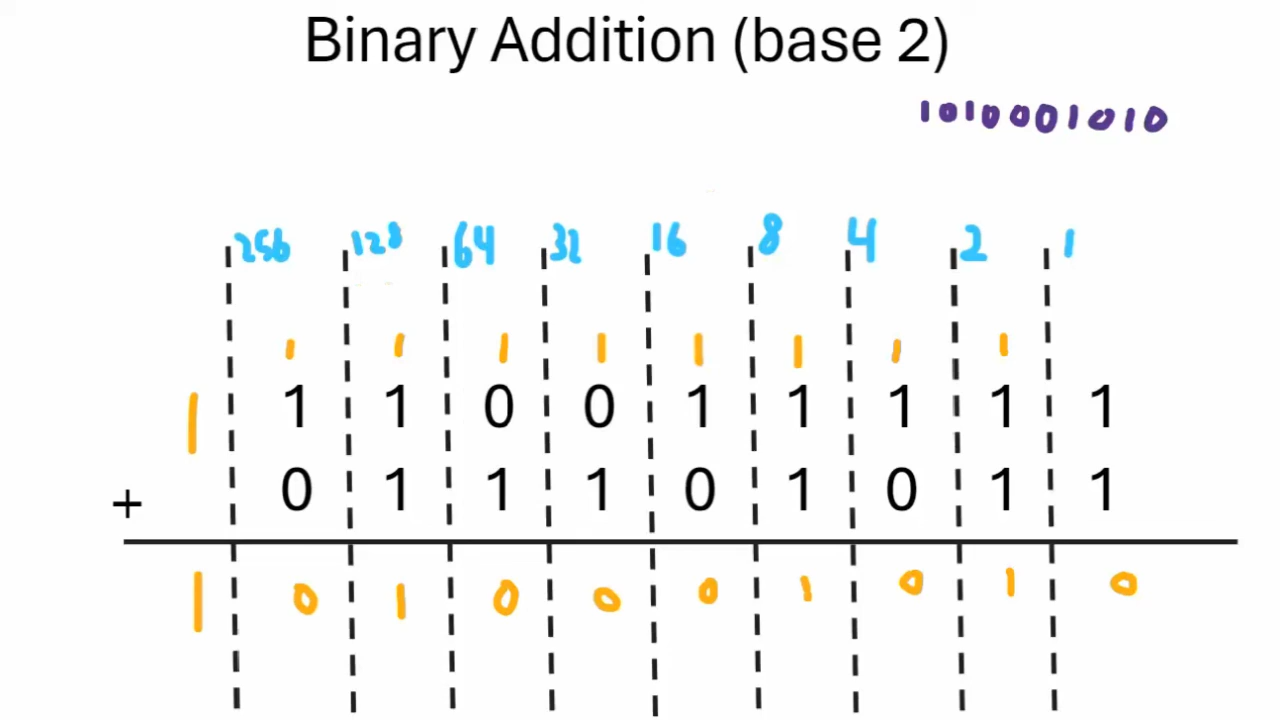 Binary Addition (base 2)
1010001010
256 128 64 32 16 8 4 2 1
1 1 1 1 1 1 1 1
1 1 1 0 0 1 1 1 1 1
+ 0 1 1 1 0 1 0 1 1
1 0 1 0 0 0 1 0 1 0